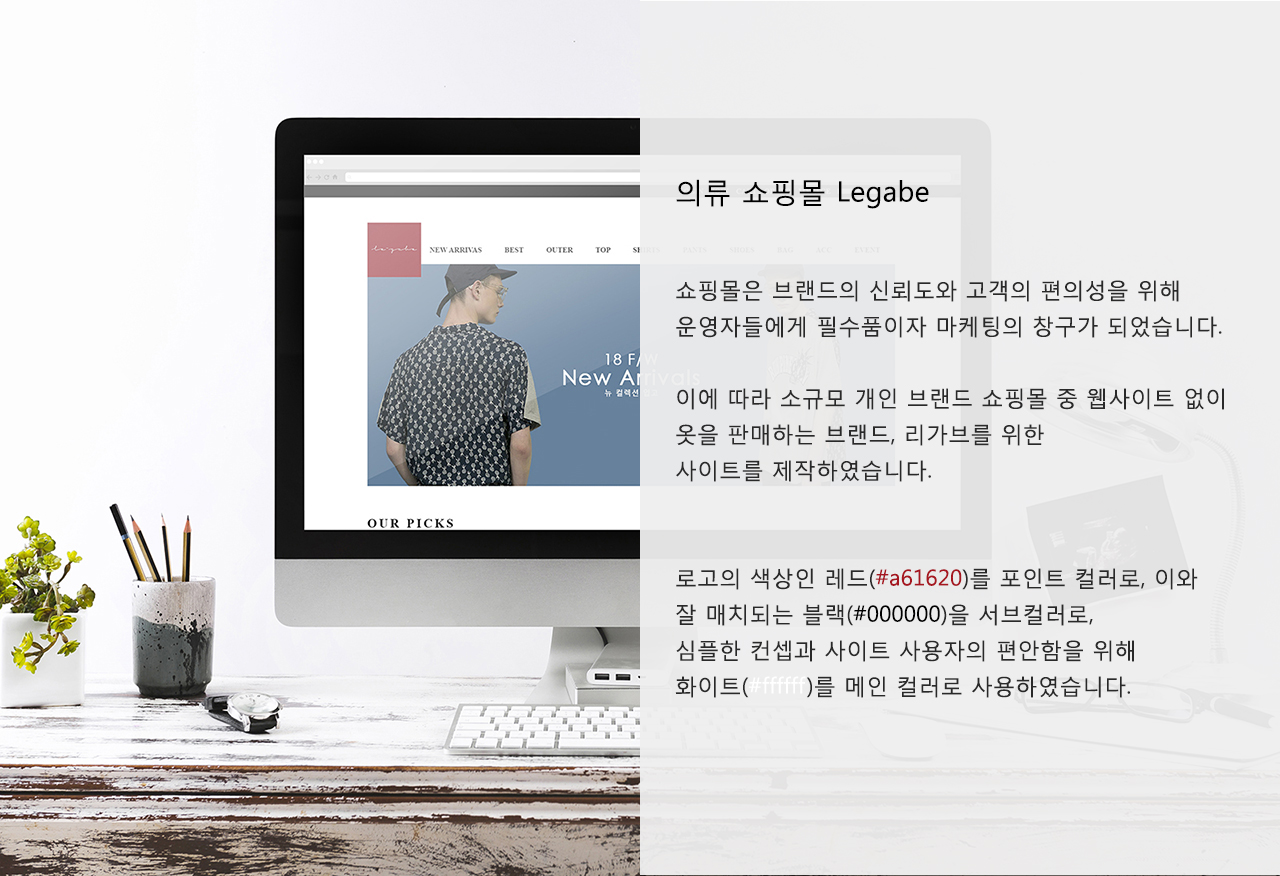 legabe
NEW ARRIVAS BEST OUTER TOP
18 F/W
New Arrivals
뉴 컬렉션
OUR PICKS
의류 쇼핑몰 Legabe
쇼핑몰은 브랜드의 신뢰도와 고객의 편의성을 위해
운영자들에게 필수품이자 마케팅의 창구가 되었습니다.
이에 따라 소규모 개인 브랜드 쇼핑몰 중 웹사이트 없이
옷을 판매하는 브랜드, 리가브를 위한
사이트를 제작하였습니다.
로고의 색상인 레드(#a61620)를 포인트 컬러로, 이와
잘 매치되는 블랙(#000000)을 서브컬러로,
심플한 컨셉과 사이트 사용자의 편안함을 위해
화이트(#ffffff)를 메인 컬러로 사용하였습니다.